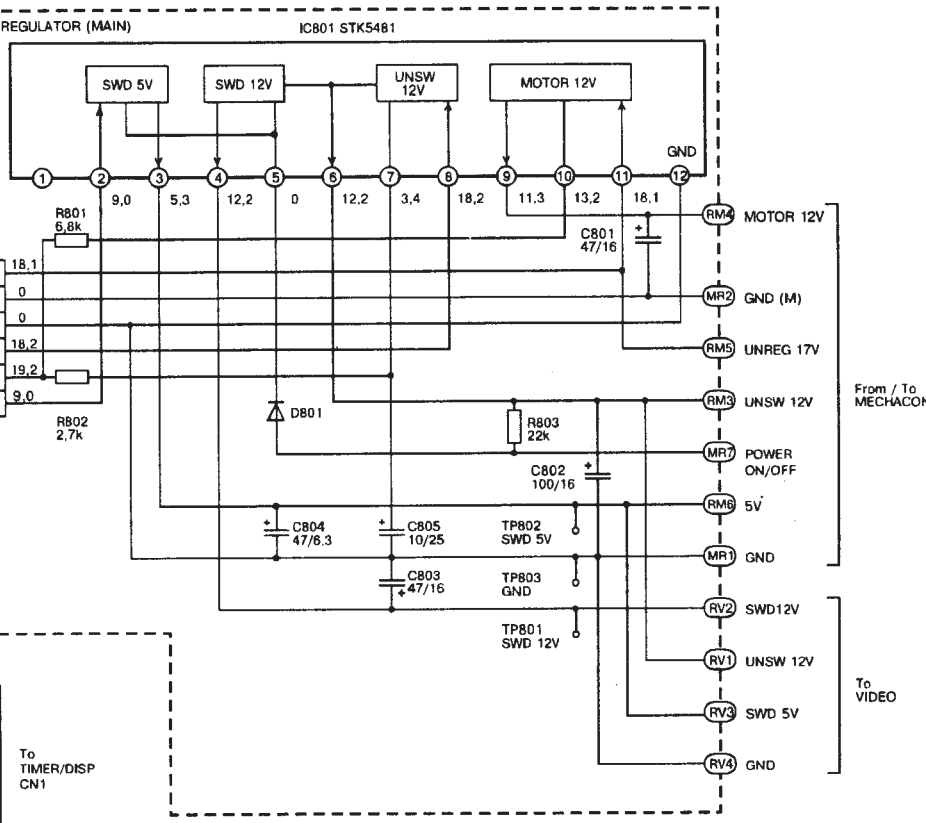 REGULATOR (MAIN)
IC801 STK5481
SWD 5V
SWD 12V
UNSW
12V
MOTOR 12V
GND
1
2
3
4
5
6
7
8
9
10
11
12
9,0
5,3
12,2
0
12,2
3,4
18,2
11,3
13,2
18,1
R801
6,8k
C801
47/16
RM4 MOTOR 12V
18,1
0
MR2 GND (M)
0
18,2
RM5 UNREG 17V
19,2
9,0
R802
2,7k
D801
R803
22k
RM3 UNSW 12V
From / To
MECHACON
C802
100/16
MR7 POWER
ON/OFF
RM6 5V
C804
47/6.3
C805
10/25
TP802
SWD 5V
MR1 GND
C803
47/16
TP803
GND
RV2 SWD12V
TP801
SWD 12V
RV1 UNSW 12V
To
VIDEO
RV3 SWD 5V
RV4 GND
To
TIMER/DISP
CN1